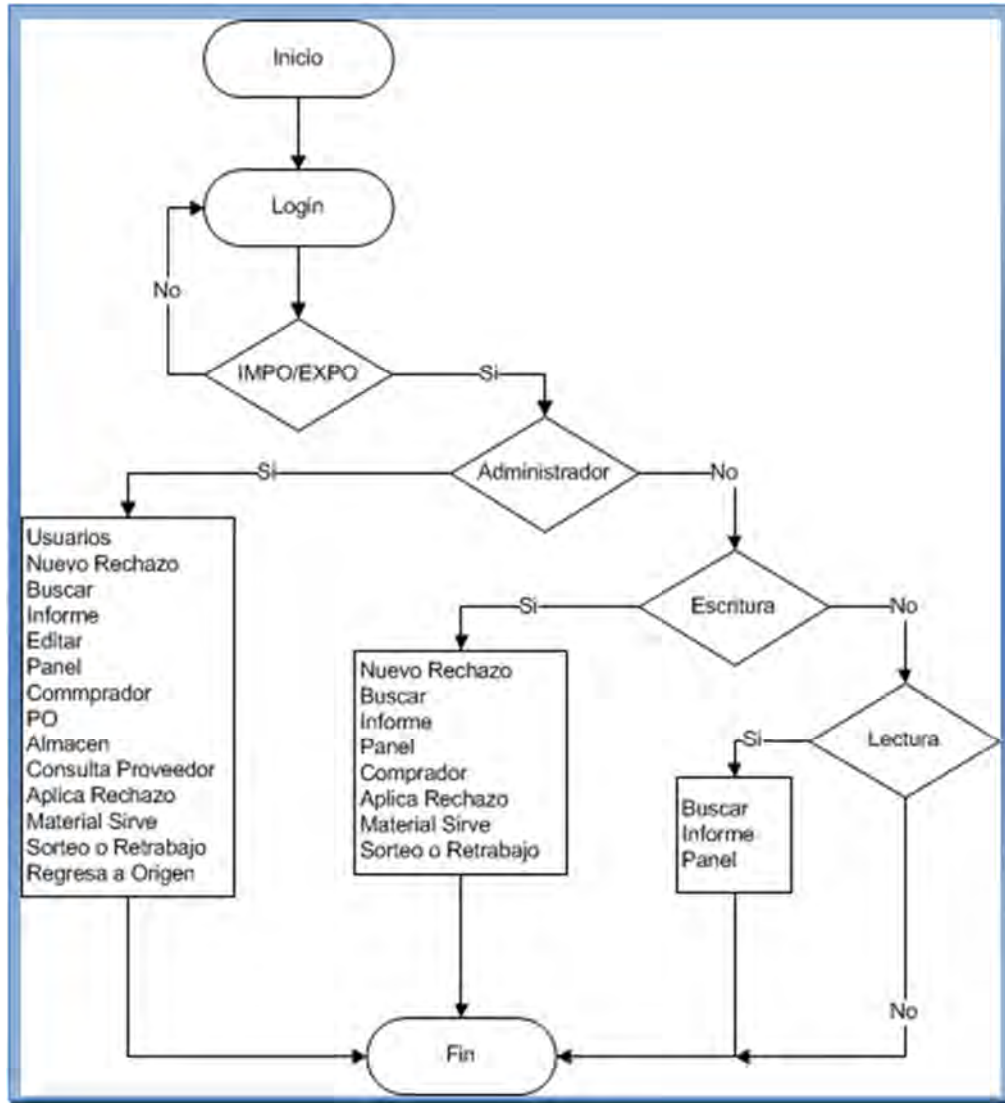 Inicio
Login
No
IMPO/EXPO
Si
Administrador
Si
No
Usuarios
Nuevo Rechazo
Buscar
Informe
Editar
Panel
Commprador
PO
Almacen
Consulta Proveedor
Aplica Rechazo
Material Sirve
Sorteo o Retrabajo
Regresa a Origen
Escritura
Si
No
Nuevo Rechazo
Buscar
Informe
Panel
Comprador
Aplica Rechazo
Material Sirve
Sorteo o Retrabajo
Lectura
Si
Buscar
Informe
Panel
No
Fin